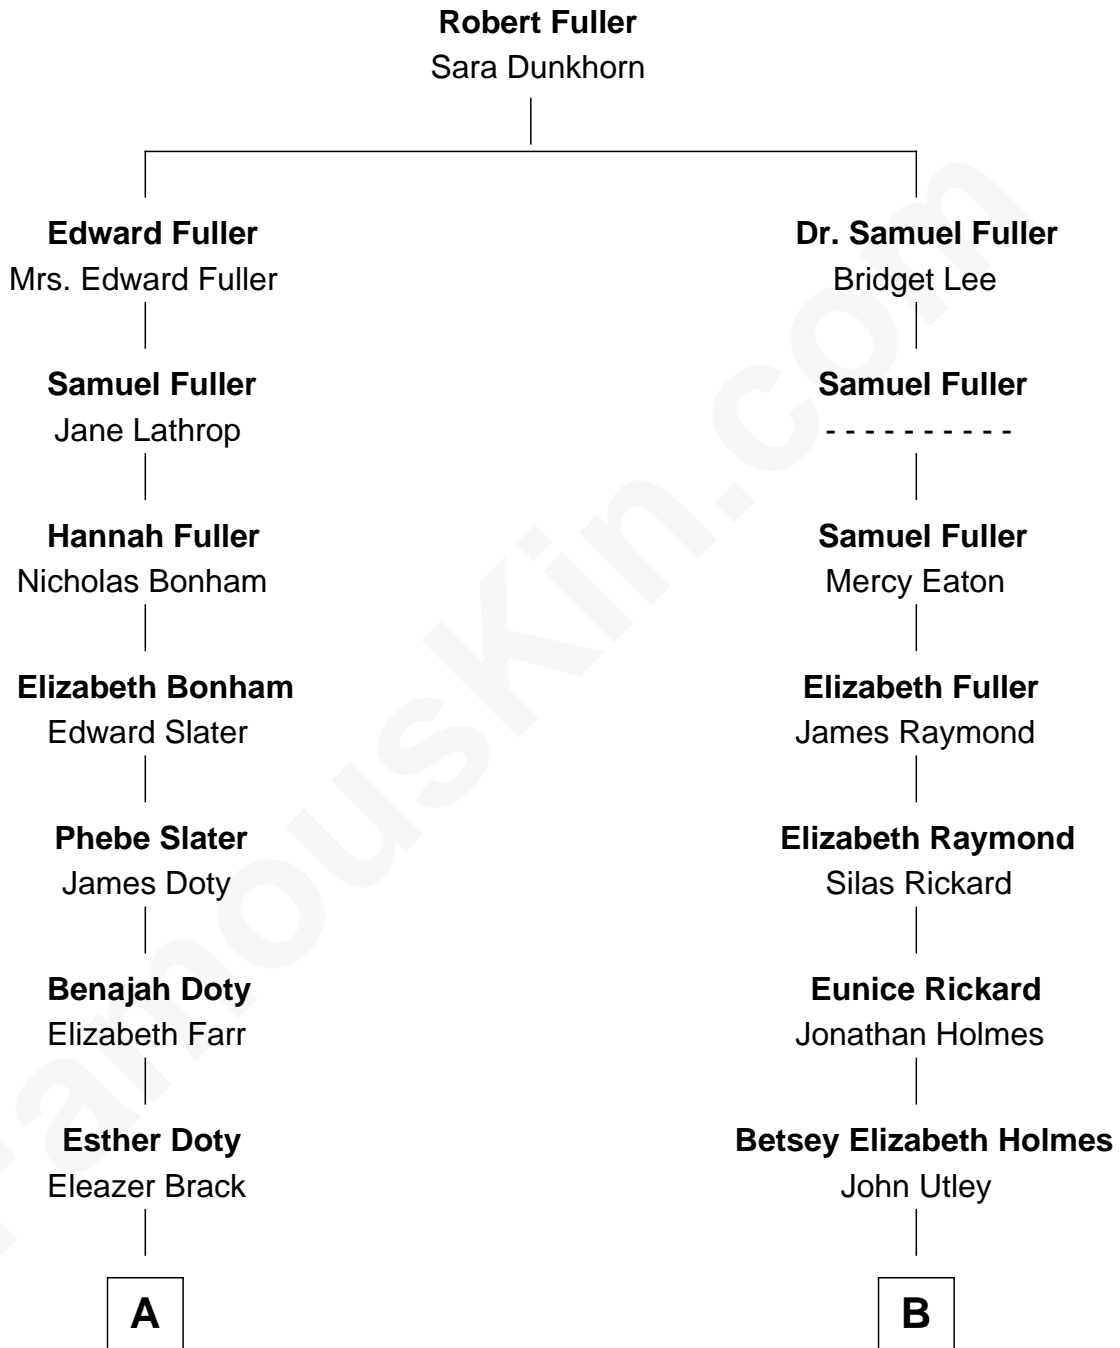 Robert Fuller
Sara Dunkhorn
Edward Fuller
Mrs. Edward Fuller
Dr. Samuel Fuller
Bridget Lee
Samuel Fuller
Jane Lathrop
Samuel Fuller
- - - - - - - - - -
Hannah Fuller
Nicholas Bonham
Samuel Fuller
Mercy Eaton
Elizabeth Bonham
Edward Slater
Elizabeth Fuller
James Raymond
Phebe Slater
James Doty
Elizabeth Raymond
Silas Rickard
Benajah Doty
Elizabeth Farr
Eunice Rickard
Jonathan Holmes
Esther Doty
Eleazer Brack
Betsey Elizabeth Holmes
John Utley
A
B
FamousKin.com